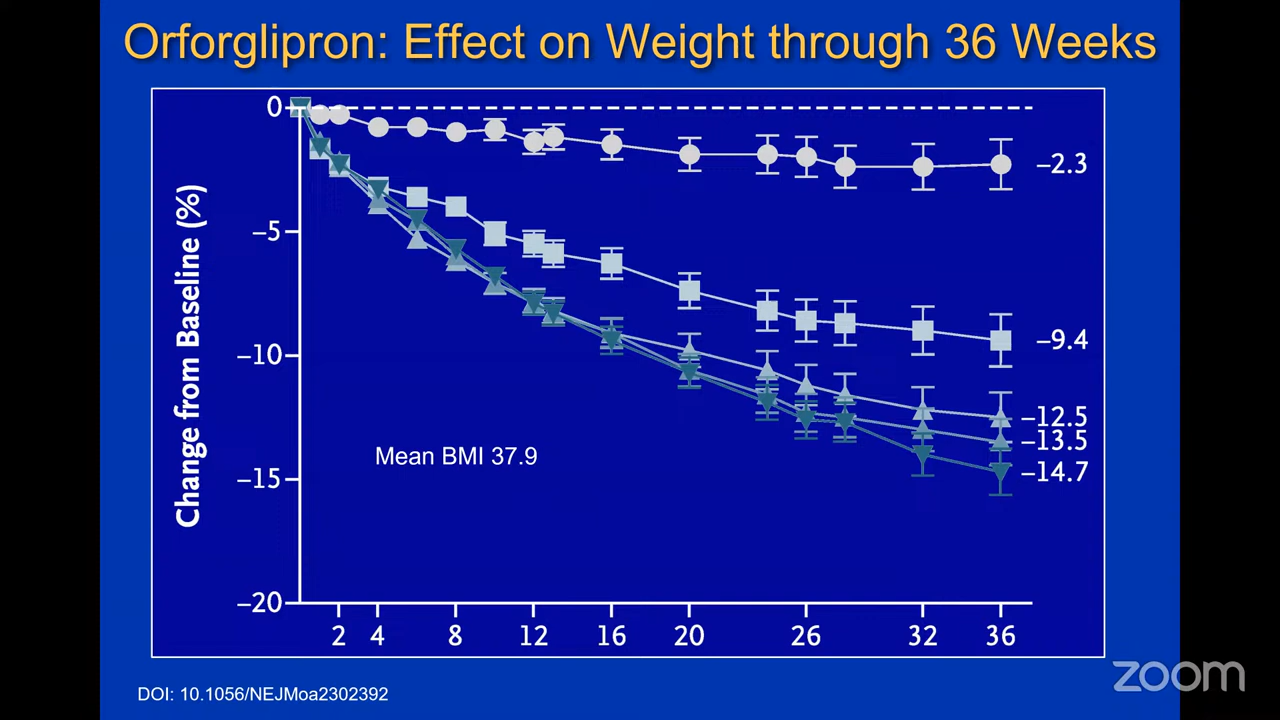 Orforglipron: Effect on Weight through 36 Weeks
Change from Baseline (%)
0
–5
–10
–15
–20
–2.3
–9.4
–12.5
–13.5
–14.7
Mean BMI 37.9
2 4 8 12 16 20 26 32 36
DOI: 10.1056/NEJMoa2302392
zoom